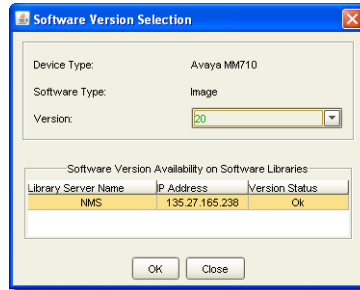 Software Version Selection
Device Type: Avaya MM710
Software Type: Image
Version: 20
Software Version Availability on Software Libraries
Library Server Name IP Address Version Status
NMS 135.27.165.238 Ok
OK Close